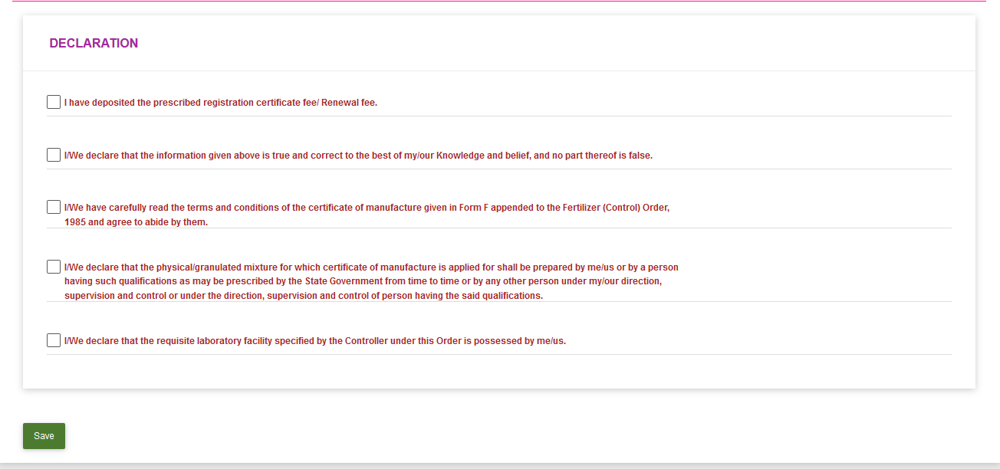 DECLARATION
I have deposited the prescribed registration certificate fee/ Renewal fee.
I/We declare that the information given above is true and correct to the best of my/our Knowledge and belief, and no part thereof is false.
I/We have carefully read the terms and conditions of the certificate of manufacture given in Form F appended to the Fertilizer (Control) Order,
1985 and agree to abide by them.
I/We declare that the physical/granulated mixture for which certificate of manufacture is applied for shall be prepared by me/us or by a person
having such qualifications as may be prescribed by the State Government from time to time or by any other person under my/our direction,
supervision and control or under the direction, supervision and control of person having the said qualifications.
I/We declare that the requisite laboratory facility specified by the Controller under this Order is possessed by me/us.
Save